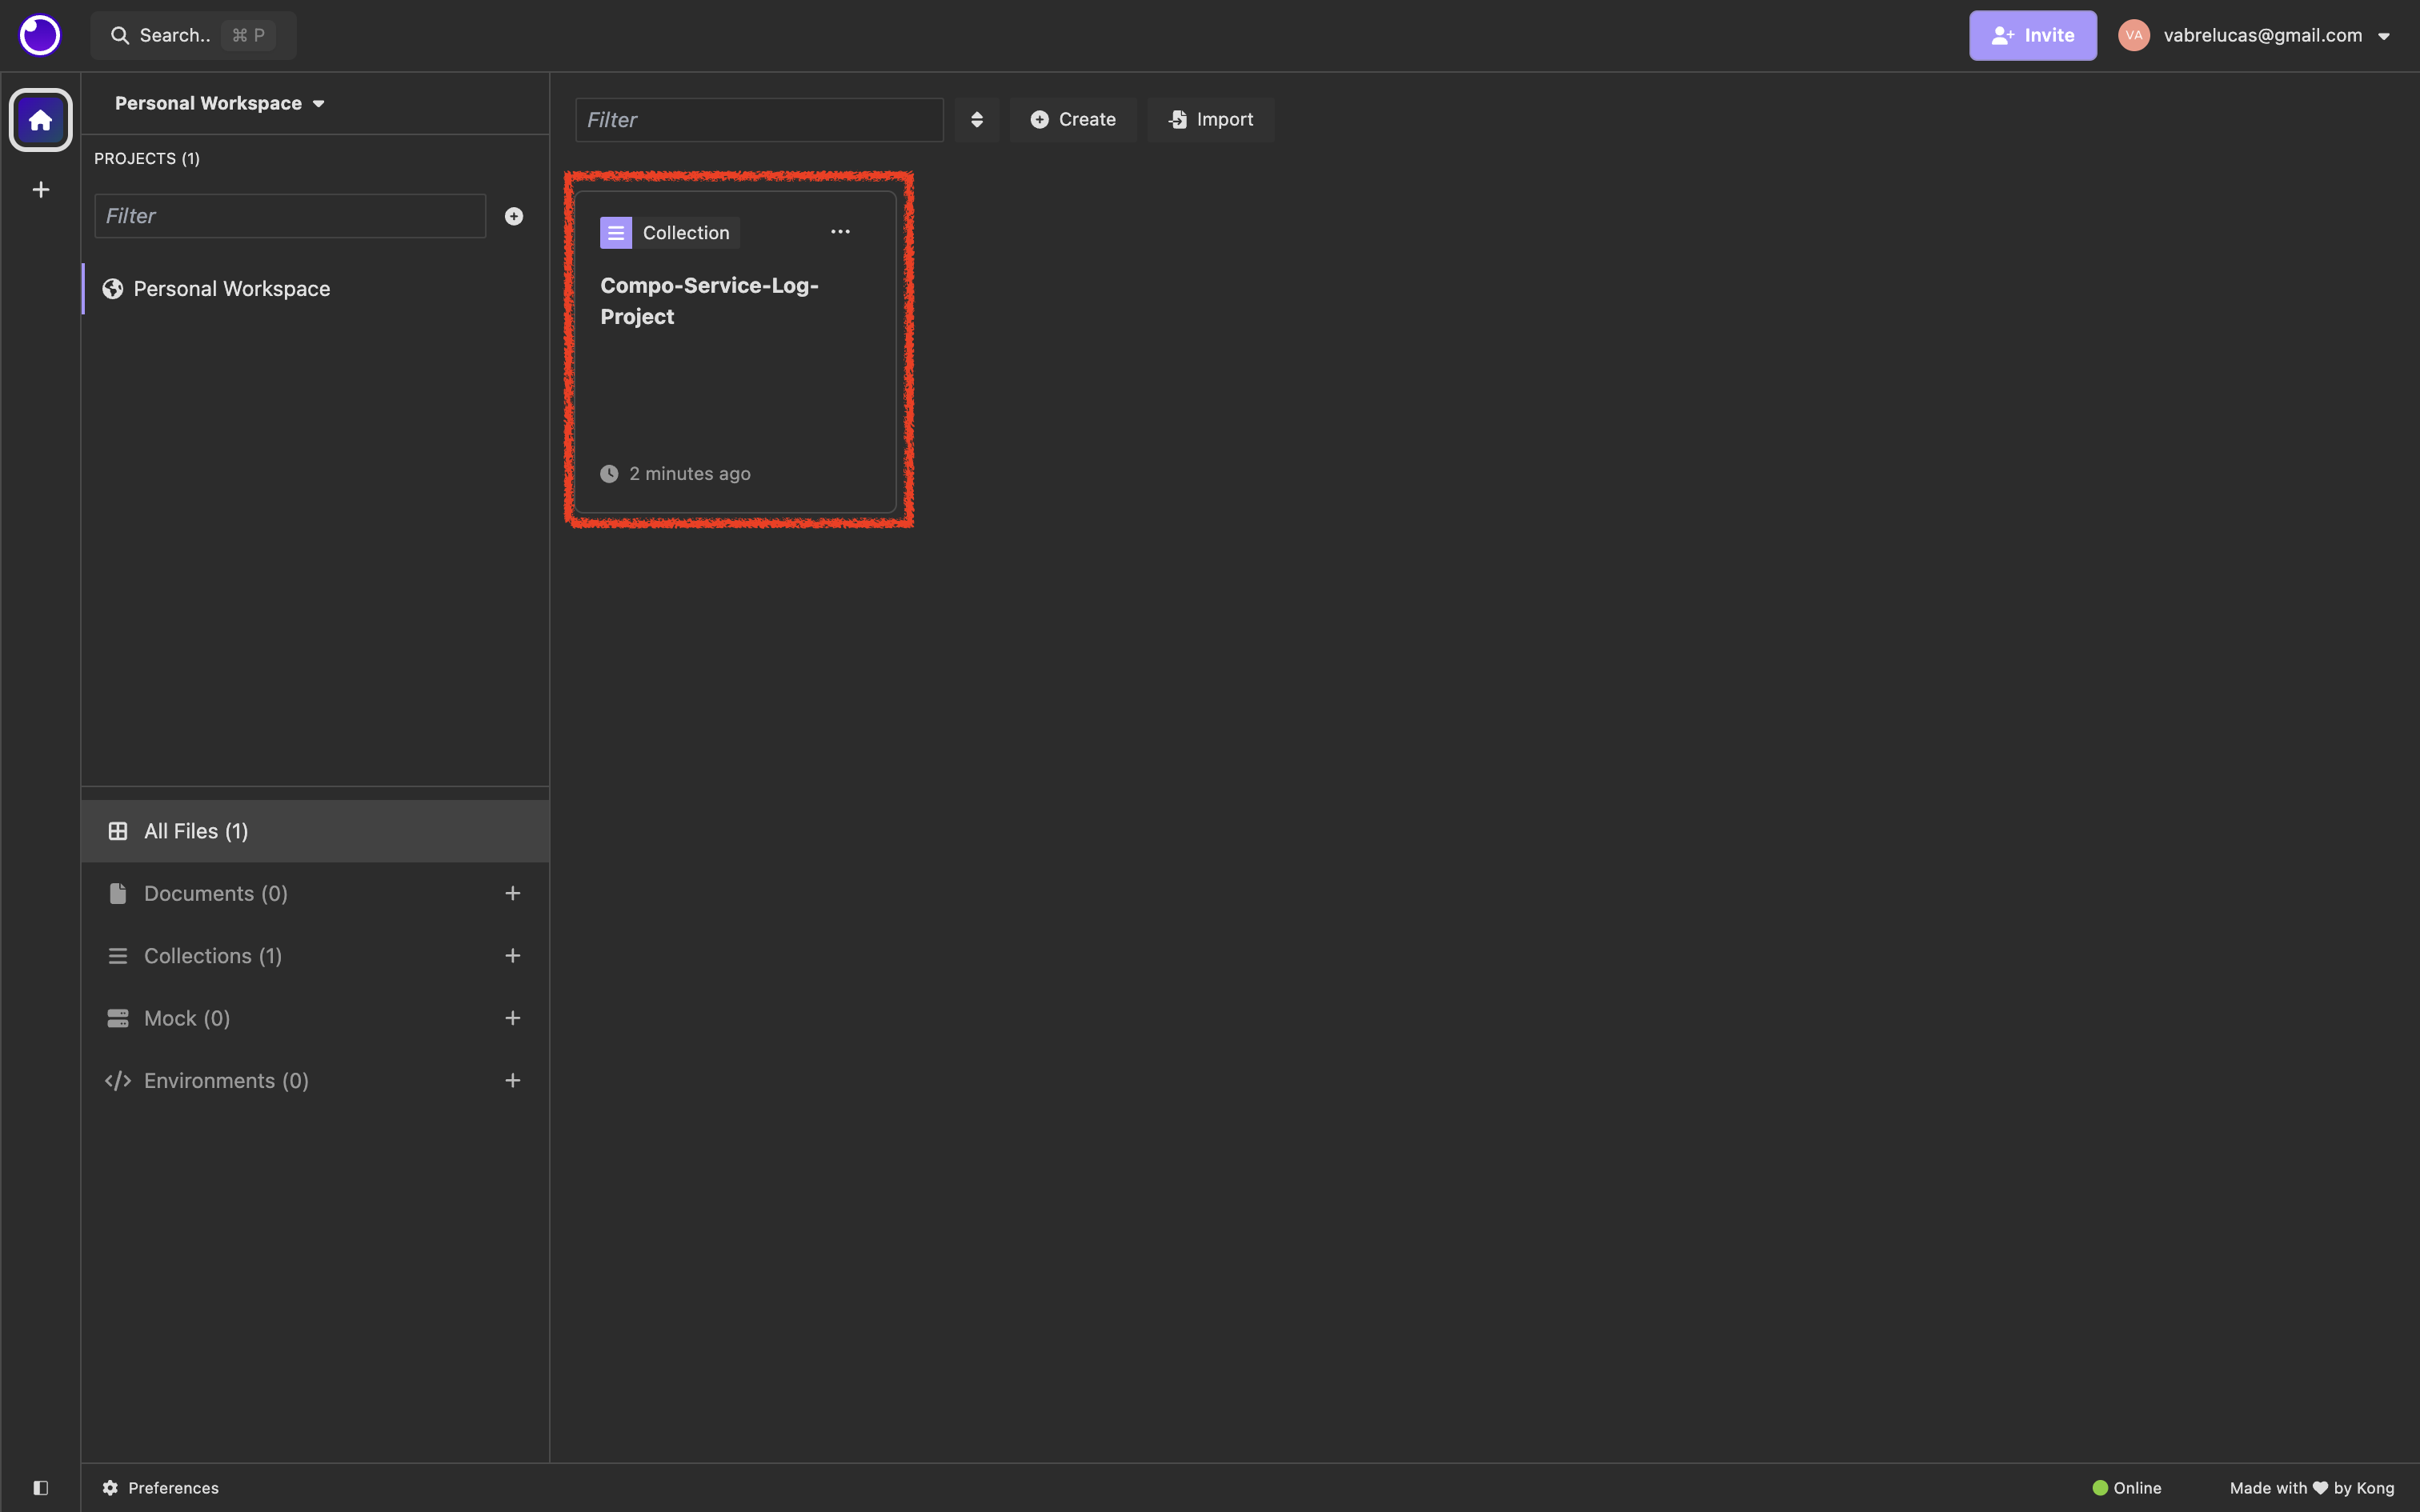 Search.. ⌘ P
Invite
VA
vabrelucas@gmail.com
Personal Workspace
PROJECTS (1)
Filter
Personal Workspace
All Files (1)
Documents (0)
Collections (1)
Mock (0)
Environments (0)
Filter
Create
Import
Collection
Compo-Service-Log-
Project
2 minutes ago
Preferences
Online
Made with ♥ by Kong